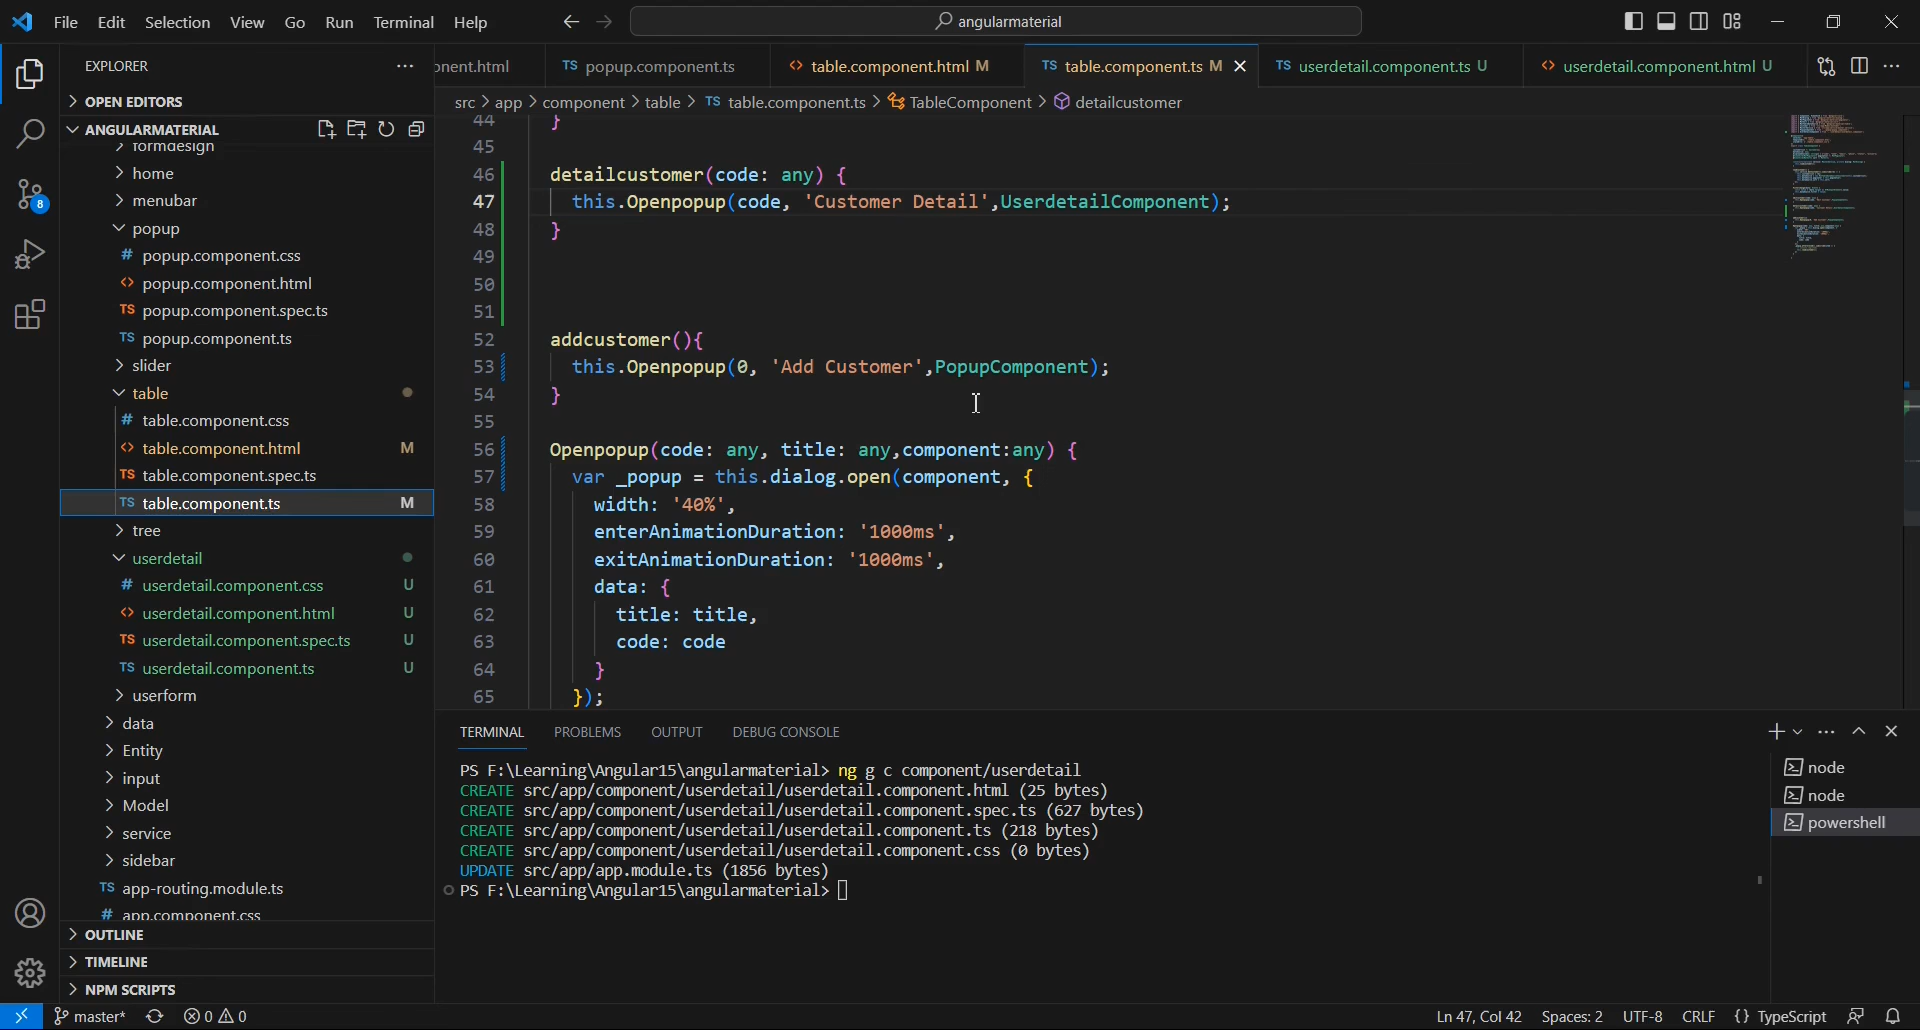 File Edit Selection View Go Run Terminal Help
angularmaterial
EXPLORER
OPEN EDITORS
ANGULARMATERIAL
formdesign
home
menubar
popup
# popup.component.css
<> popup.component.html
TS popup.component.spec.ts
TS popup.component.ts
slider
table
# table.component.css
<> table.component.html M
TS table.component.spec.ts
TS table.component.ts M
tree
userdetail
# userdetail.component.css U
<> userdetail.component.html U
TS userdetail.component.spec.ts U
TS userdetail.component.ts U
userform
data
Entity
input
Model
service
sidebar
TS app-routing.module.ts
# app.component.css
OUTLINE
TIMELINE
NPM SCRIPTS
8
onent.html TS popup.component.ts <> table.component.html M TS table.component.ts M TS userdetail.component.ts U <> userdetail.component.html U
src > app > component > table > TS table.component.ts > TableComponent > detailcustomer
44 }
45
46 detailcustomer(code: any) {
47 this.Openpopup(code, 'Customer Detail',UserdetailComponent);
48 }
49
50
51
52 addcustomer(){
53 this.Openpopup(0, 'Add Customer',PopupComponent);
54 }
55
56 Openpopup(code: any, title: any,component:any) {
57 var _popup = this.dialog.open(component, {
58 width: '40%',
59 enterAnimationDuration: '1000ms',
60 exitAnimationDuration: '1000ms',
61 data: {
62 title: title,
63 code: code
64 }
65 });
TERMINAL PROBLEMS OUTPUT DEBUG CONSOLE
PS F:\Learning\Angular15\angularmaterial> ng g c component/userdetail
CREATE src/app/component/userdetail/userdetail.component.html (25 bytes)
CREATE src/app/component/userdetail/userdetail.component.spec.ts (627 bytes)
CREATE src/app/component/userdetail/userdetail.component.ts (218 bytes)
CREATE src/app/component/userdetail/userdetail.component.css (0 bytes)
UPDATE src/app/app.module.ts (1856 bytes)
PS F:\Learning\Angular15\angularmaterial>
node
node
powershell
master* 0 0 Ln 47, Col 42 Spaces: 2 UTF-8 CRLF {} TypeScript